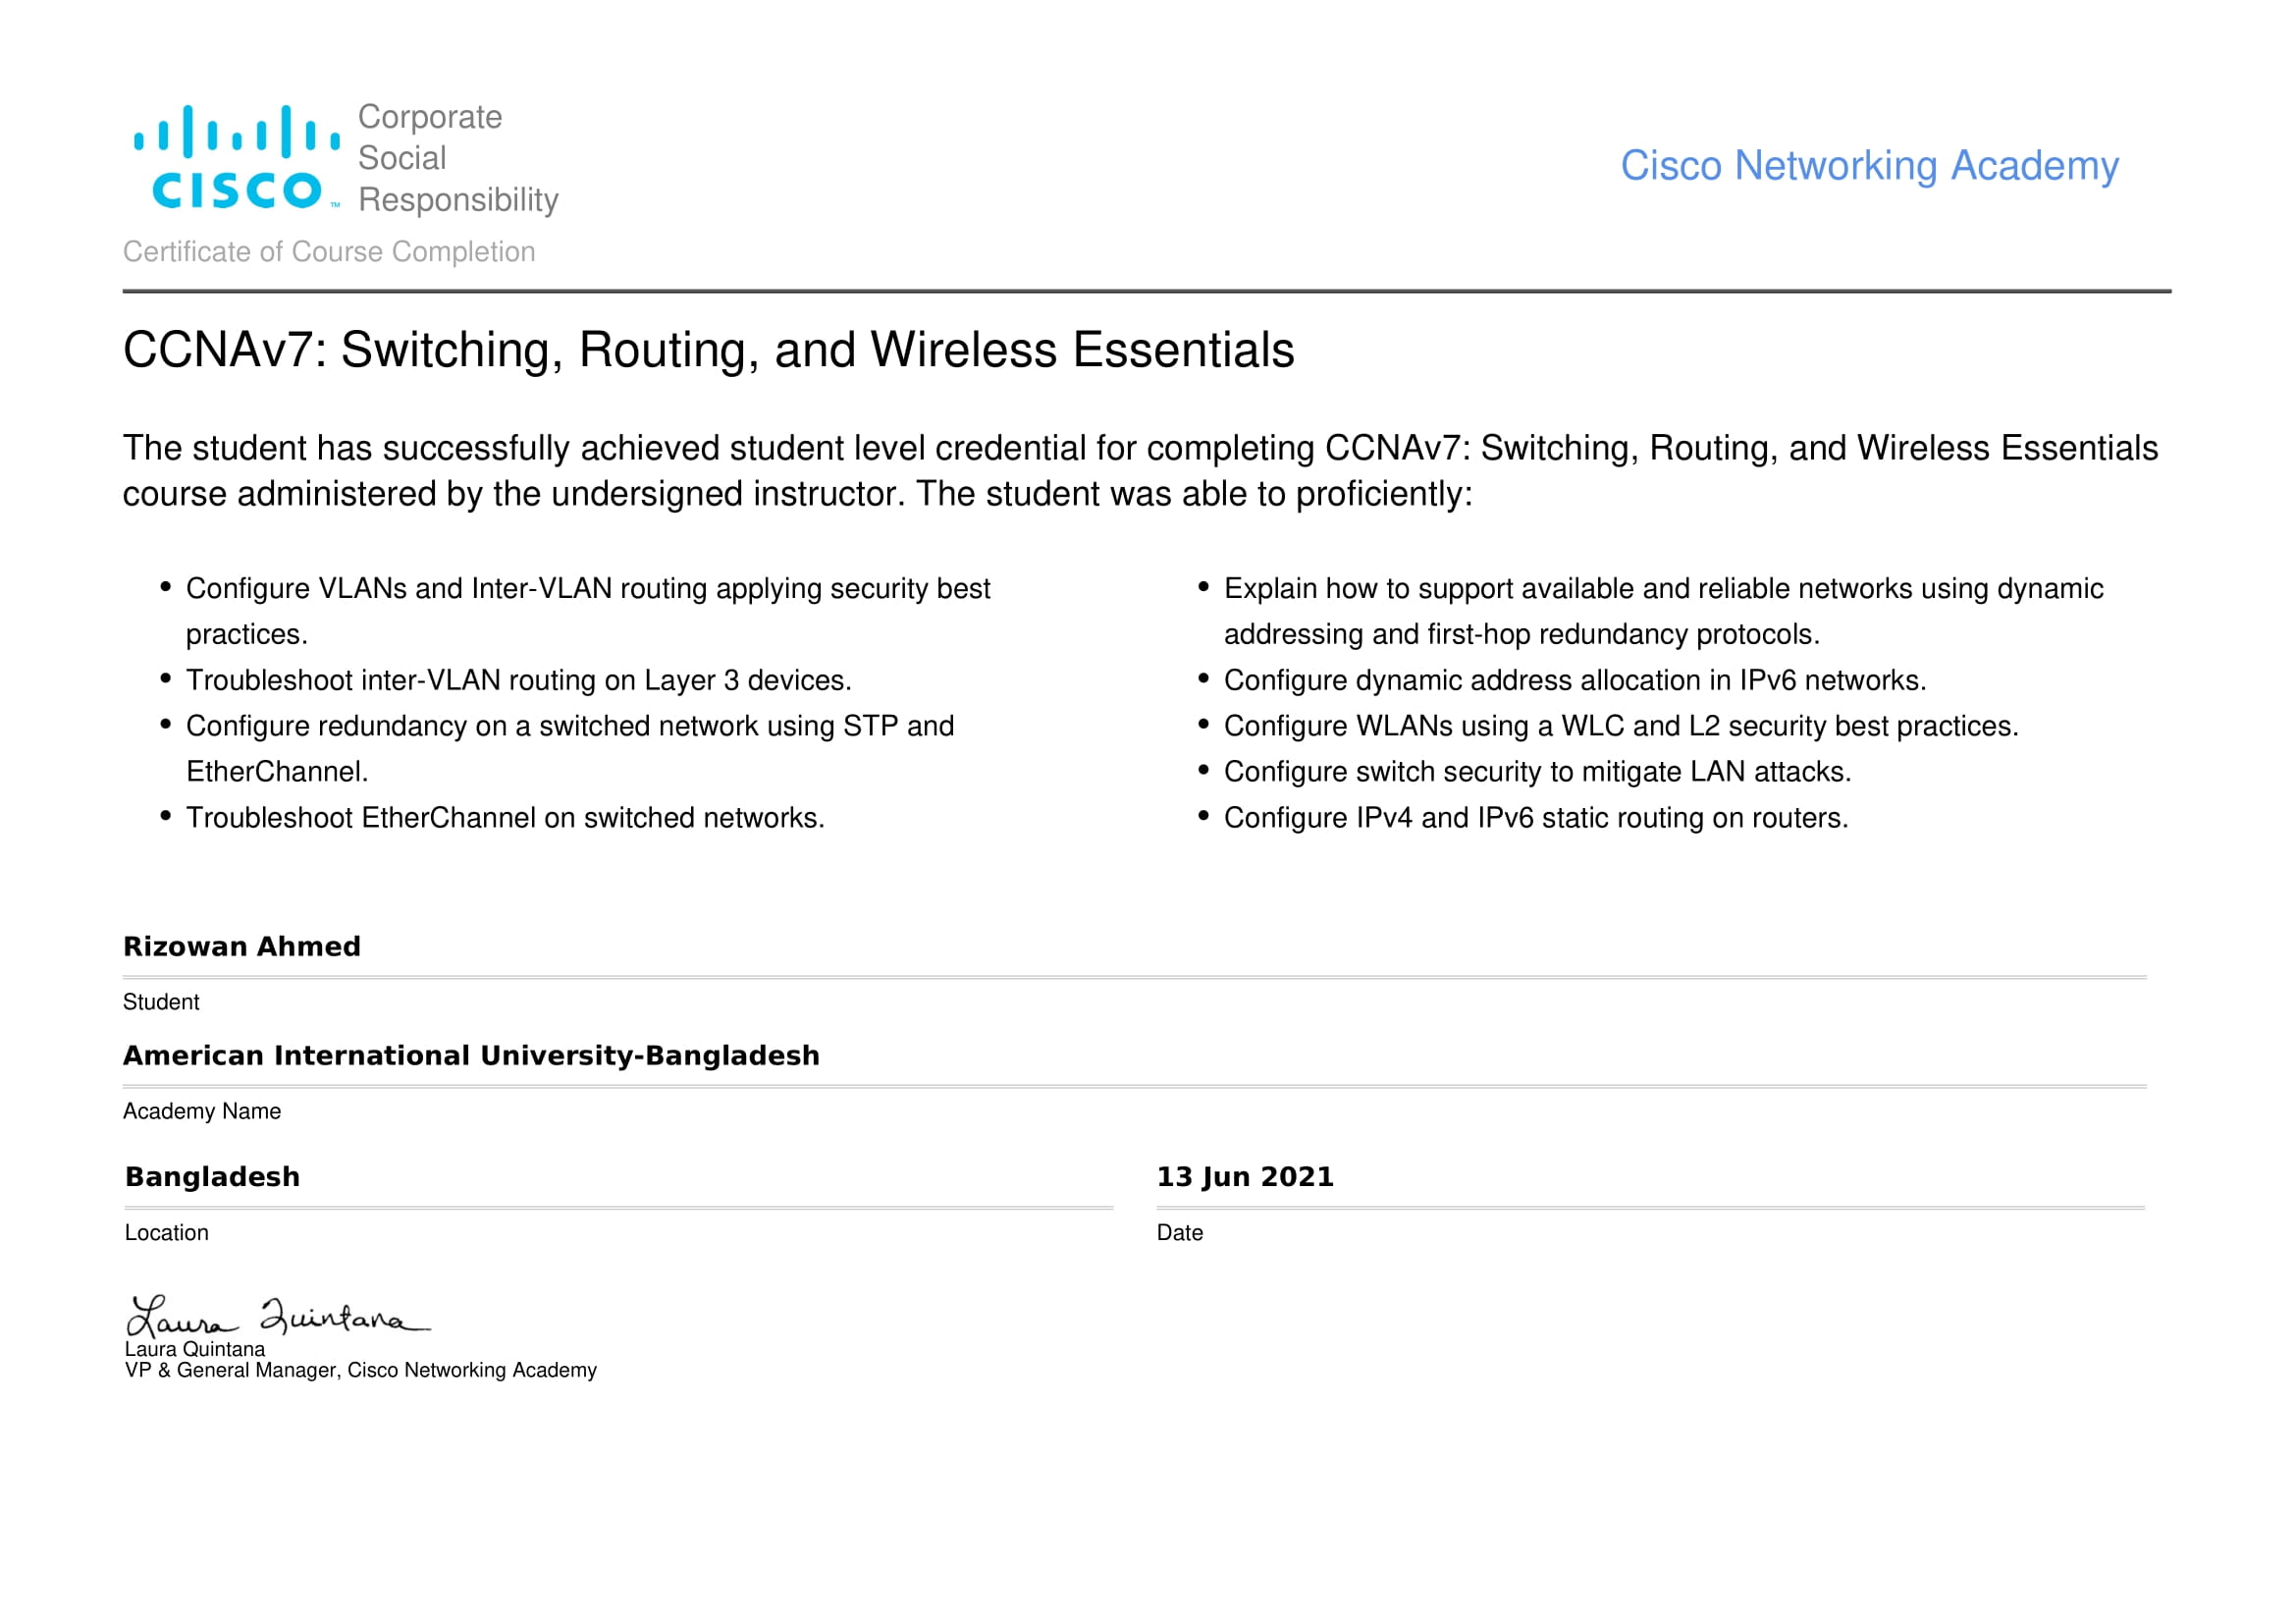 Corporate
Social
Responsibility
CISCO™
Cisco Networking Academy
Certificate of Course Completion
CCNAv7: Switching, Routing, and Wireless Essentials
The student has successfully achieved student level credential for completing CCNAv7: Switching, Routing, and Wireless Essentials
course administered by the undersigned instructor. The student was able to proficiently:
• Configure VLANs and Inter-VLAN routing applying security best
practices.
• Troubleshoot inter-VLAN routing on Layer 3 devices.
• Configure redundancy on a switched network using STP and
EtherChannel.
• Troubleshoot EtherChannel on switched networks.
• Explain how to support available and reliable networks using dynamic
addressing and first-hop redundancy protocols.
• Configure dynamic address allocation in IPv6 networks.
• Configure WLANs using a WLC and L2 security best practices.
• Configure switch security to mitigate LAN attacks.
• Configure IPv4 and IPv6 static routing on routers.
Rizowan Ahmed
Student
American International University-Bangladesh
Academy Name
Bangladesh
Location
13 Jun 2021
Date
Laura Quintana
Laura Quintana
VP & General Manager, Cisco Networking Academy